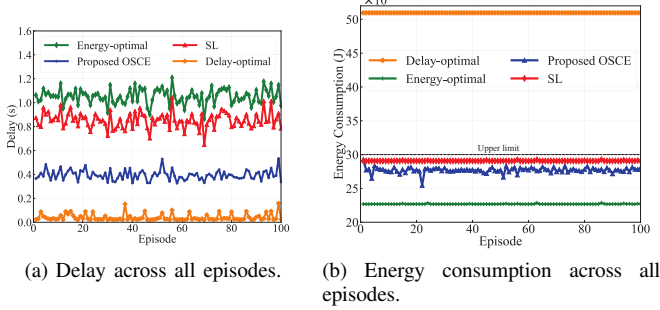 1.6
1.4
1.2
1.0
0.8
0.6
0.4
0.2
0.0
Delay (s)
Energy-optimal
SL
Proposed OSCE
Delay-optimal
0 20 40 60 80 100
Episode
(a) Delay across all episodes.
50
45
40
35
30
25
20
Energy Consumption (J)
Delay-optimal
Proposed OSCE
Energy-optimal
SL
Upper limit
0 20 40 60 80 100
Episode
(b) Energy consumption across all
episodes.